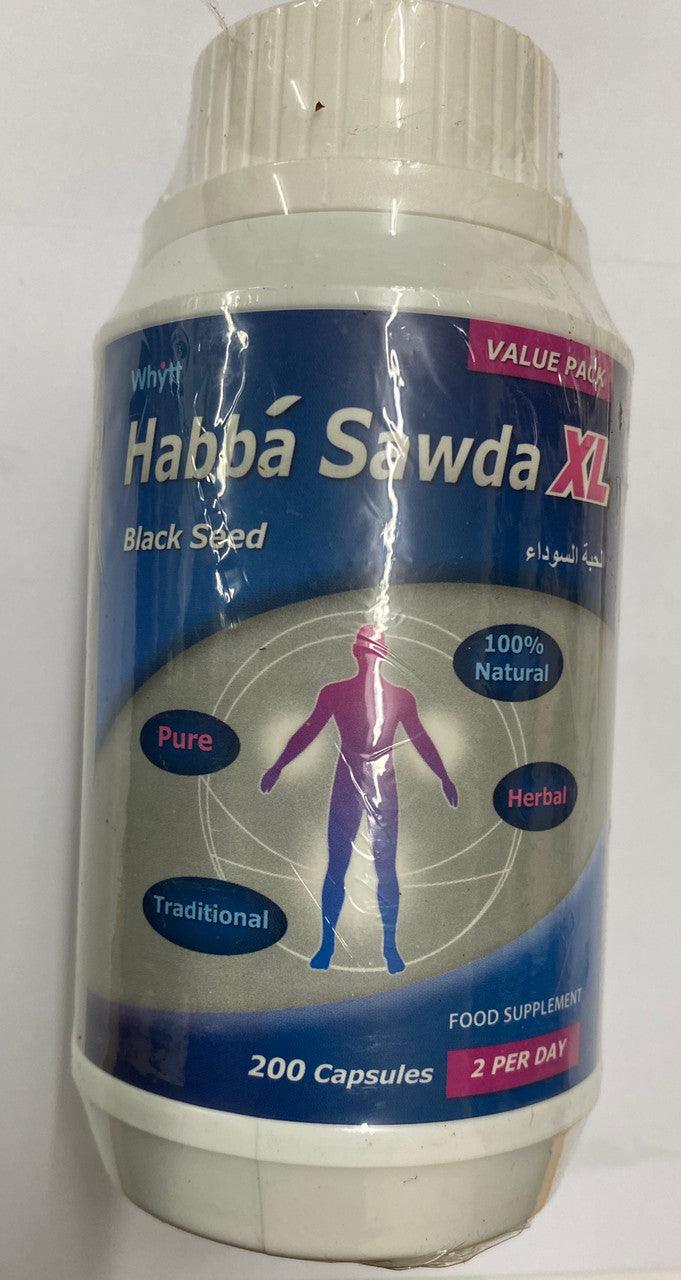 VALUE PACK
Whytt
Habbá Sawda XL
Black Seed
الحبة السوداء
100%
Natural
Pure
Herbal
Traditional
FOOD SUPPLEMENT
200 Capsules
2 PER DAY